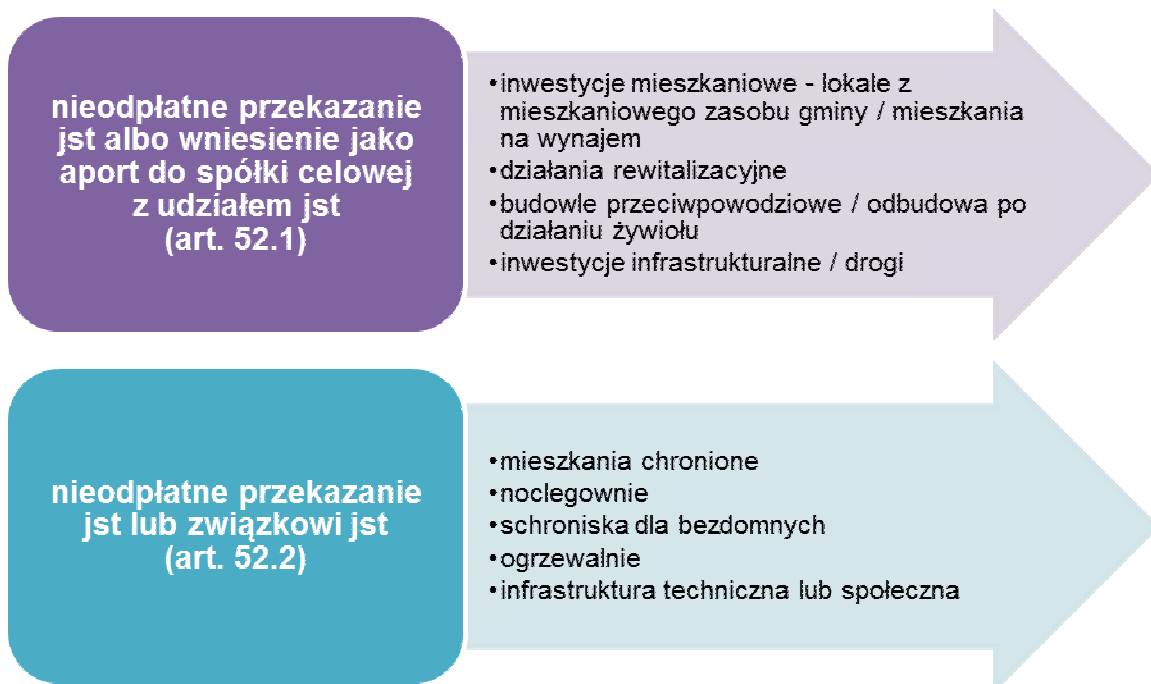 nieodpłatne przekazanie
jst albo wniesienie jako
aport do spółki celowej
z udziałem jst
(art. 52.1)
•inwestycje mieszkaniowe - lokale z
mieszkaniowego zasobu gminy / mieszkania
na wynajem
•działania rewitalizacyjne
•budowle przeciwpowodziowe / odbudowa po
działaniu żywiołu
•inwestycje infrastrukturalne / drogi
nieodpłatne przekazanie
jst lub związkowi jst
(art. 52.2)
•mieszkania chronione
•noclegownie
•schroniska dla bezdomnych
•ogrzewalnie
•infrastruktura techniczna lub społeczna